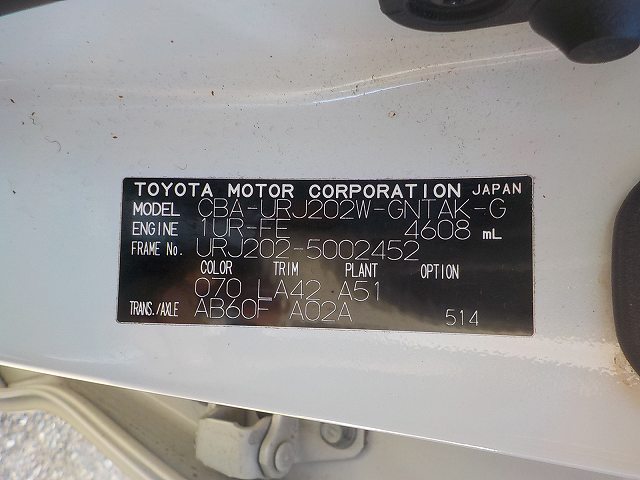 TOYOTA MOTOR CORPORATION JAPAN
MODEL CBA-URJ202W-GNTAK-G
ENGINE 1UR-FE 4608 mL
FRAME No. URJ202-5002452
COLOR TRIM PLANT OPTION
070 LA42 A51
TRANS./AXLE AB60F A02A 514